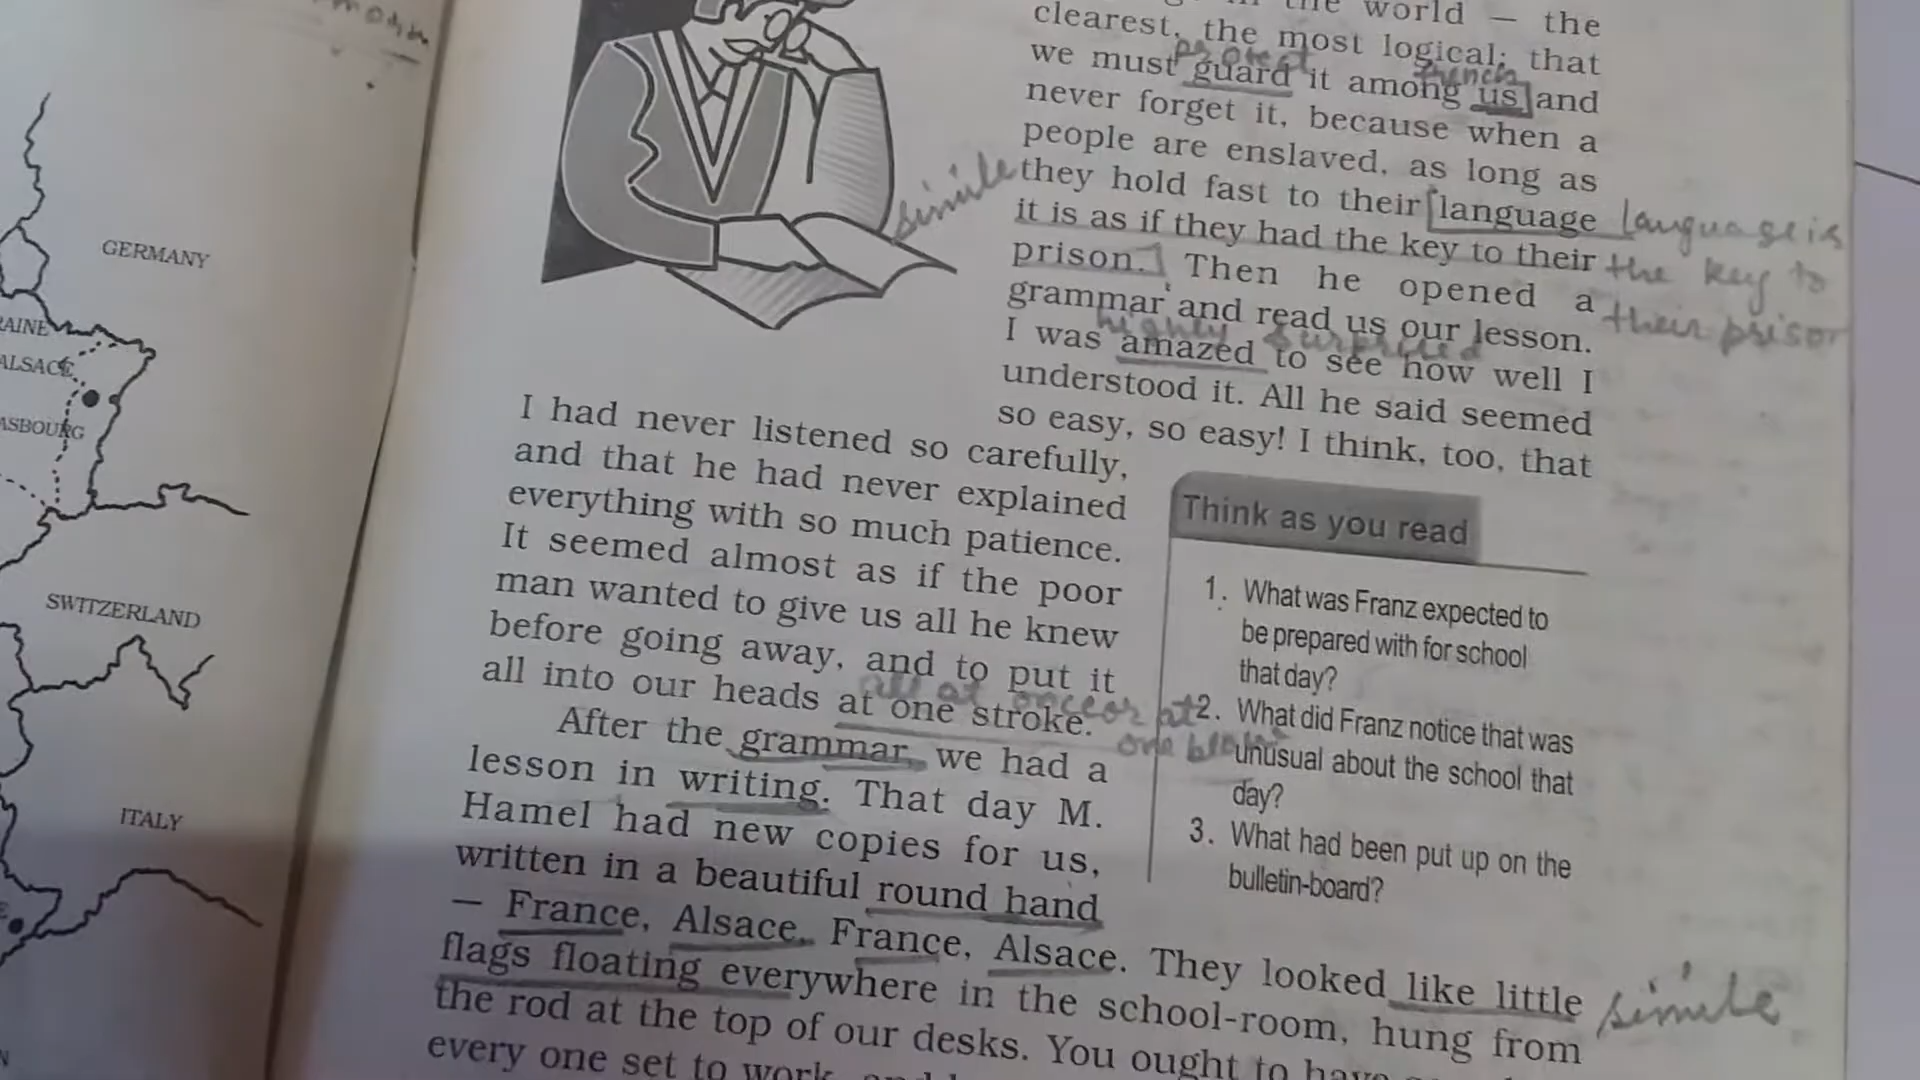 GERMANY
RAINE
ALSACE
ASBOURG
SWITZERLAND
ITALY
the world — the
clearest, the most logical; that
protect french
we must guard it among us and
never forget it, because when a
people are enslaved, as long as
simile
they hold fast to their language
language is
it is as if they had the key to their
the key to
prison. Then he opened a
their prison
grammar and read us our lesson.
highly surprised
I was amazed to see how well I
understood it. All he said seemed
so easy, so easy! I think, too, that
I had never listened so carefully,
and that he had never explained
everything with so much patience.
It seemed almost as if the poor
man wanted to give us all he knew
before going away, and to put it
all into our heads at one stroke.
all at once or at
one
After the grammar, we had a
lesson in writing. That day M.
Hamel had new copies for us,
written in a beautiful round hand
— France, Alsace, France, Alsace. They looked like little
simile
flags floating everywhere in the school-room, hung from
the rod at the top of our desks. You ought to have
every one set to work,
Think as you read
1. What was Franz expected to
be prepared with for school
that day?
2. What did Franz notice that was
unusual about the school that
day?
3. What had been put up on the
bulletin-board?